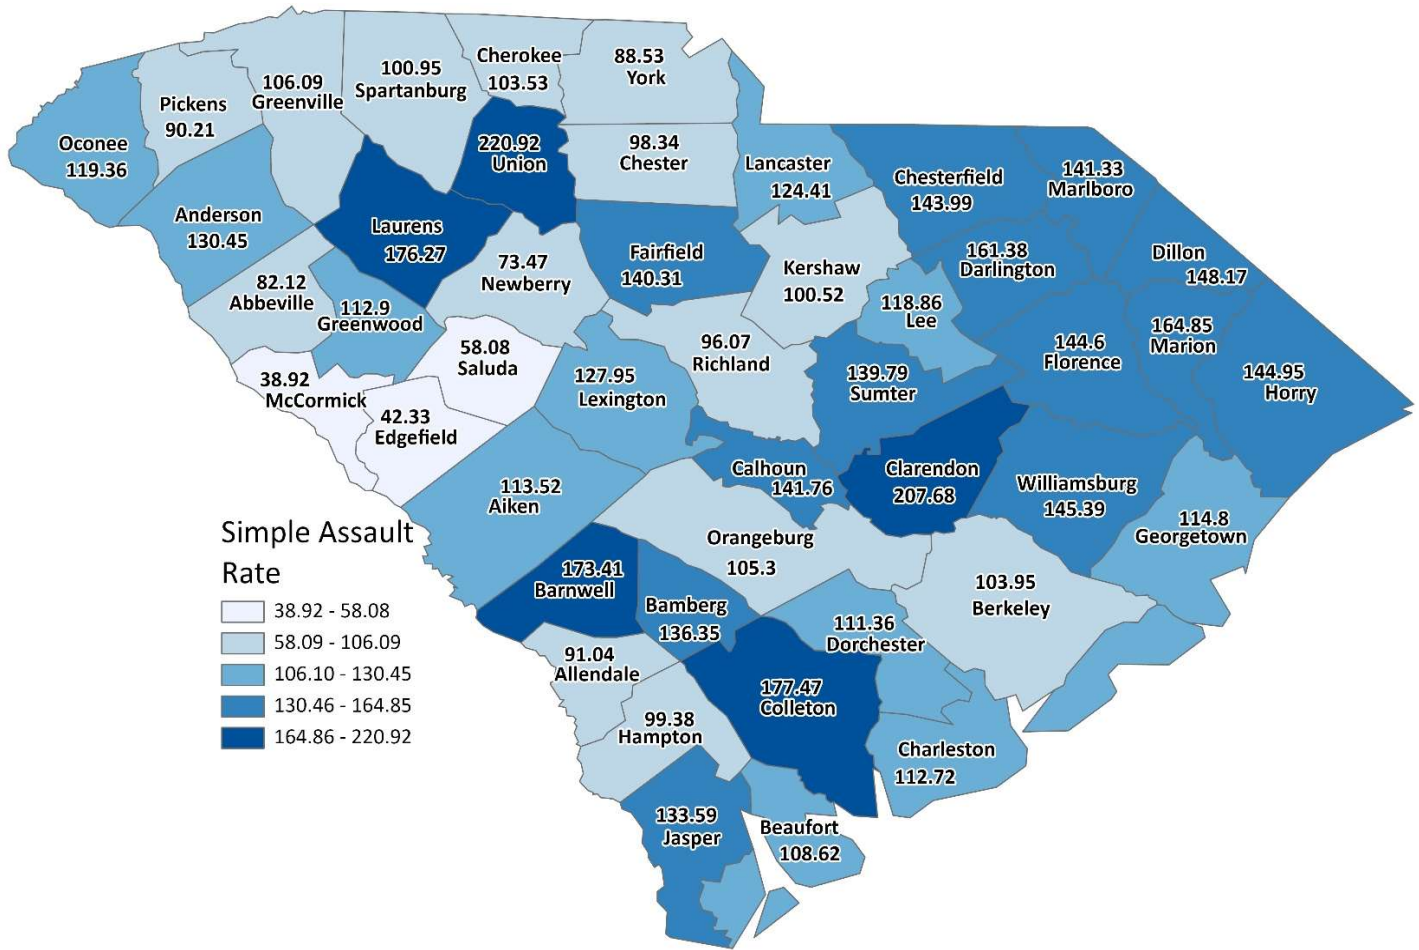 88.53
York
Cherokee
103.53
100.95
Spartanburg
106.09
Greenville
Pickens
90.21
Oconee
119.36
220.92
Union
98.34
Chester
Lancaster
124.41
Chesterfield
143.99
141.33
Marlboro
Anderson
130.45
Laurens
176.27
73.47
Newberry
Fairfield
140.31
Kershaw
100.52
161.38
Darlington
Dillon
148.17
82.12
Abbeville
112.9
Greenwood
118.86
Lee
58.08
Saluda
96.07
Richland
144.6
Florence
164.85
Marion
38.92
McCormick
127.95
Lexington
139.79
Sumter
144.95
Horry
42.33
Edgefield
Calhoun
141.76
Clarendon
207.68
Williamsburg
145.39
113.52
Aiken
114.8
Georgetown
Orangeburg
105.3
173.41
Barnwell
Bamberg
136.35
103.95
Berkeley
111.36
Dorchester
91.04
Allendale
177.47
Colleton
99.38
Hampton
Charleston
112.72
133.59
Jasper
Beaufort
108.62
Simple Assault
Rate
38.92 - 58.08
58.09 - 106.09
106.10 - 130.45
130.46 - 164.85
164.86 - 220.92